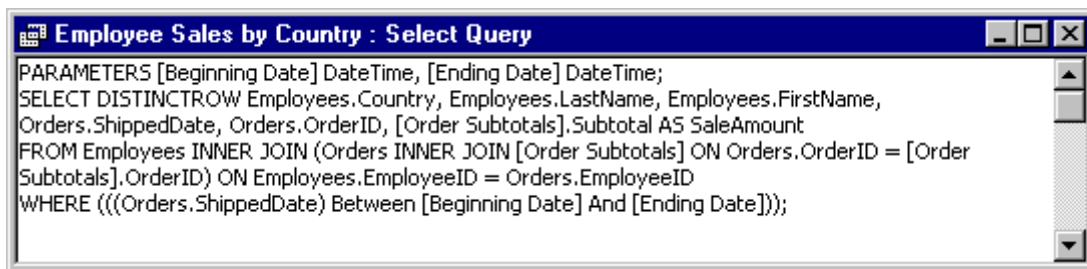 Employee Sales by Country : Select Query
PARAMETERS [Beginning Date] DateTime, [Ending Date] DateTime;
SELECT DISTINCTROW Employees.Country, Employees.LastName, Employees.FirstName,
Orders.ShippedDate, Orders.OrderID, [Order Subtotals].Subtotal AS SaleAmount
FROM Employees INNER JOIN (Orders INNER JOIN [Order Subtotals] ON Orders.OrderID = [Order
Subtotals].OrderID) ON Employees.EmployeeID = Orders.EmployeeID
WHERE (((Orders.ShippedDate) Between [Beginning Date] And [Ending Date]));